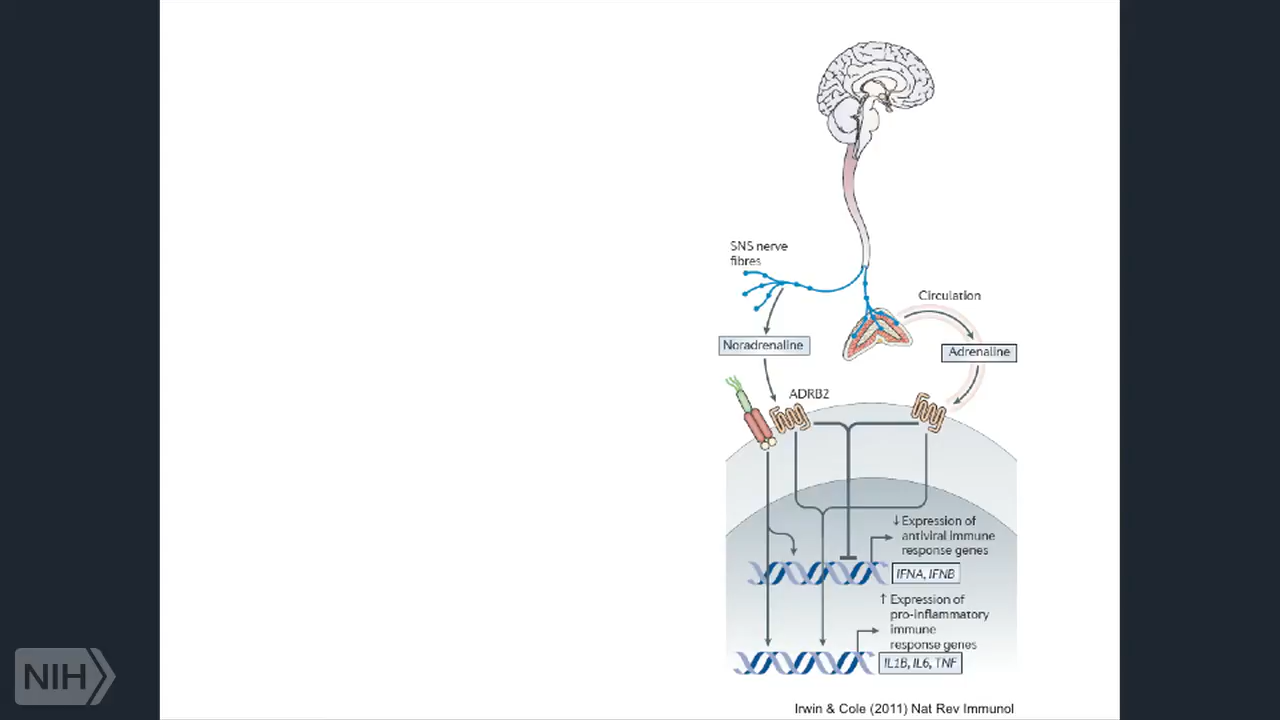 SNS nerve
fibres
Circulation
Noradrenaline
Adrenaline
ADRB2
↓ Expression of
antiviral immune
response genes
IFNA, IFNB
↑ Expression of
pro-inflammatory
immune
response genes
IL1B, IL6, TNF
NIH
Irwin & Cole (2011) Nat Rev Immunol